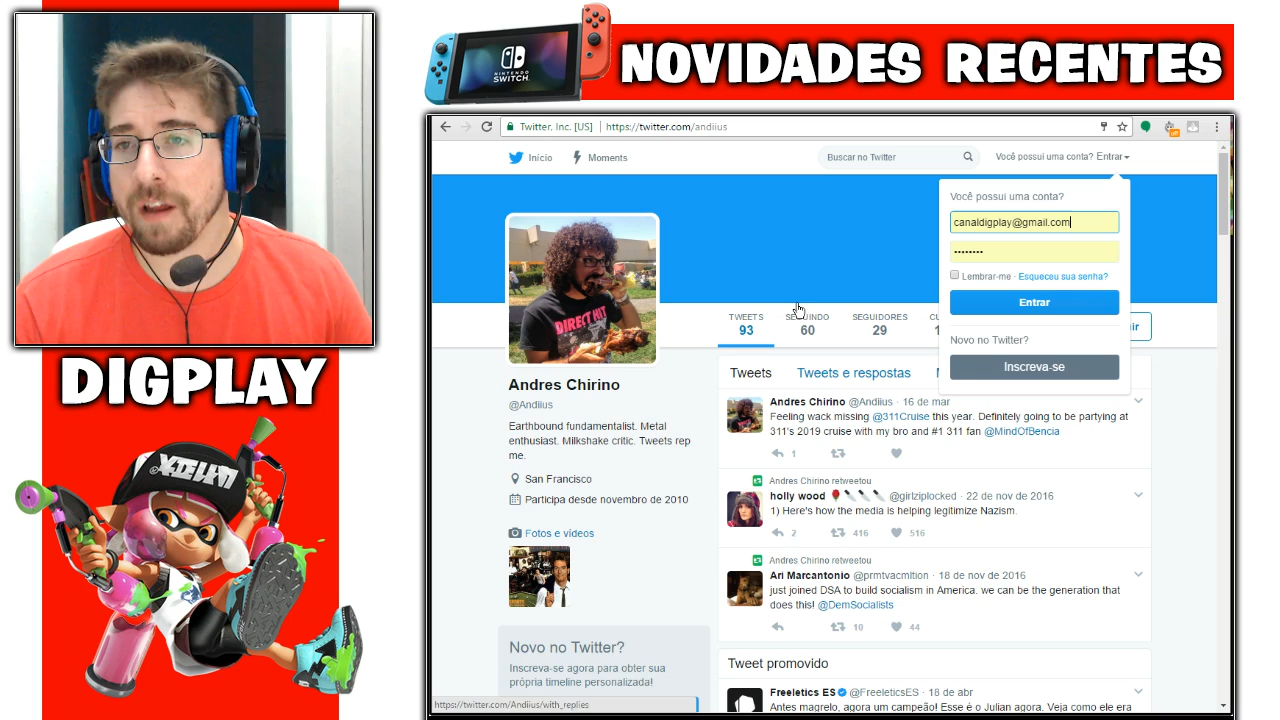 NINTENDO
SWITCH
NOVIDADES RECENTES
DIGPLAY
Twitter, Inc. [US] | https://twitter.com/andiius
Início
Moments
Buscar no Twitter
Você possui uma conta? Entrar
Você possui uma conta?
canaldigplay@gmail.com
••••••••
Lembrar-me · Esqueceu sua senha?
Entrar
Novo no Twitter?
Inscreva-se
TWEETS
93
SEGUINDO
60
SEGUIDORES
29
DIRECT HIT
Andres Chirino
@Andiius
Earthbound fundamentalist. Metal
enthusiast. Milkshake critic. Tweets rep
me.
San Francisco
Participa desde novembro de 2010
Fotos e vídeos
Novo no Twitter?
Inscreva-se agora para obter sua
própria timeline personalizada!
Tweets
Tweets e respostas
Andres Chirino @Andiius · 16 de mar
Feeling wack missing @311Cruise this year. Definitely going to be partying at
311's 2019 cruise with my bro and #1 311 fan @MindOfBencia
1
Andres Chirino retweetou
holly wood 🌹🔪🔪🔪 @girlziplocked · 22 de nov de 2016
1) Here's how the media is helping legitimize Nazism.
2 416 516
Andres Chirino retweetou
Ari Marcantonio @prmtvacmltion · 18 de nov de 2016
just joined DSA to build socialism in America. we can be the generation that
does this! @DemSocialists
10 44
Tweet promovido
Freeletics ES @FreeleticsES · 18 de abr
Antes magrelo, agora um campeão! Esse é o Julian agora. Veja como ele era
https://twitter.com/Andiius/with_replies